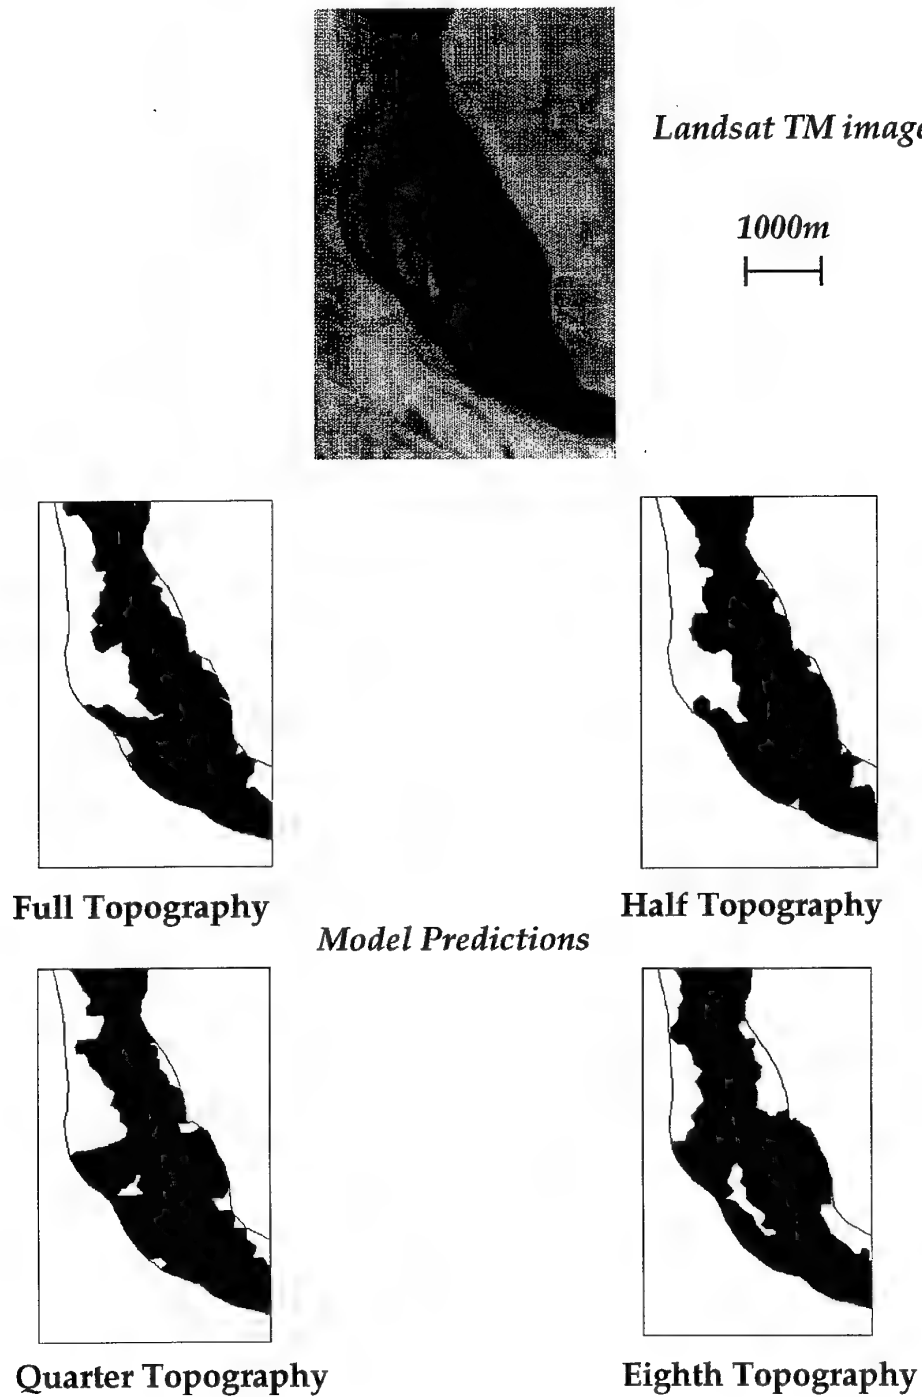 Landsat TM image
1000m
Full Topography
Half Topography
Model Predictions
Quarter Topography
Eighth Topography